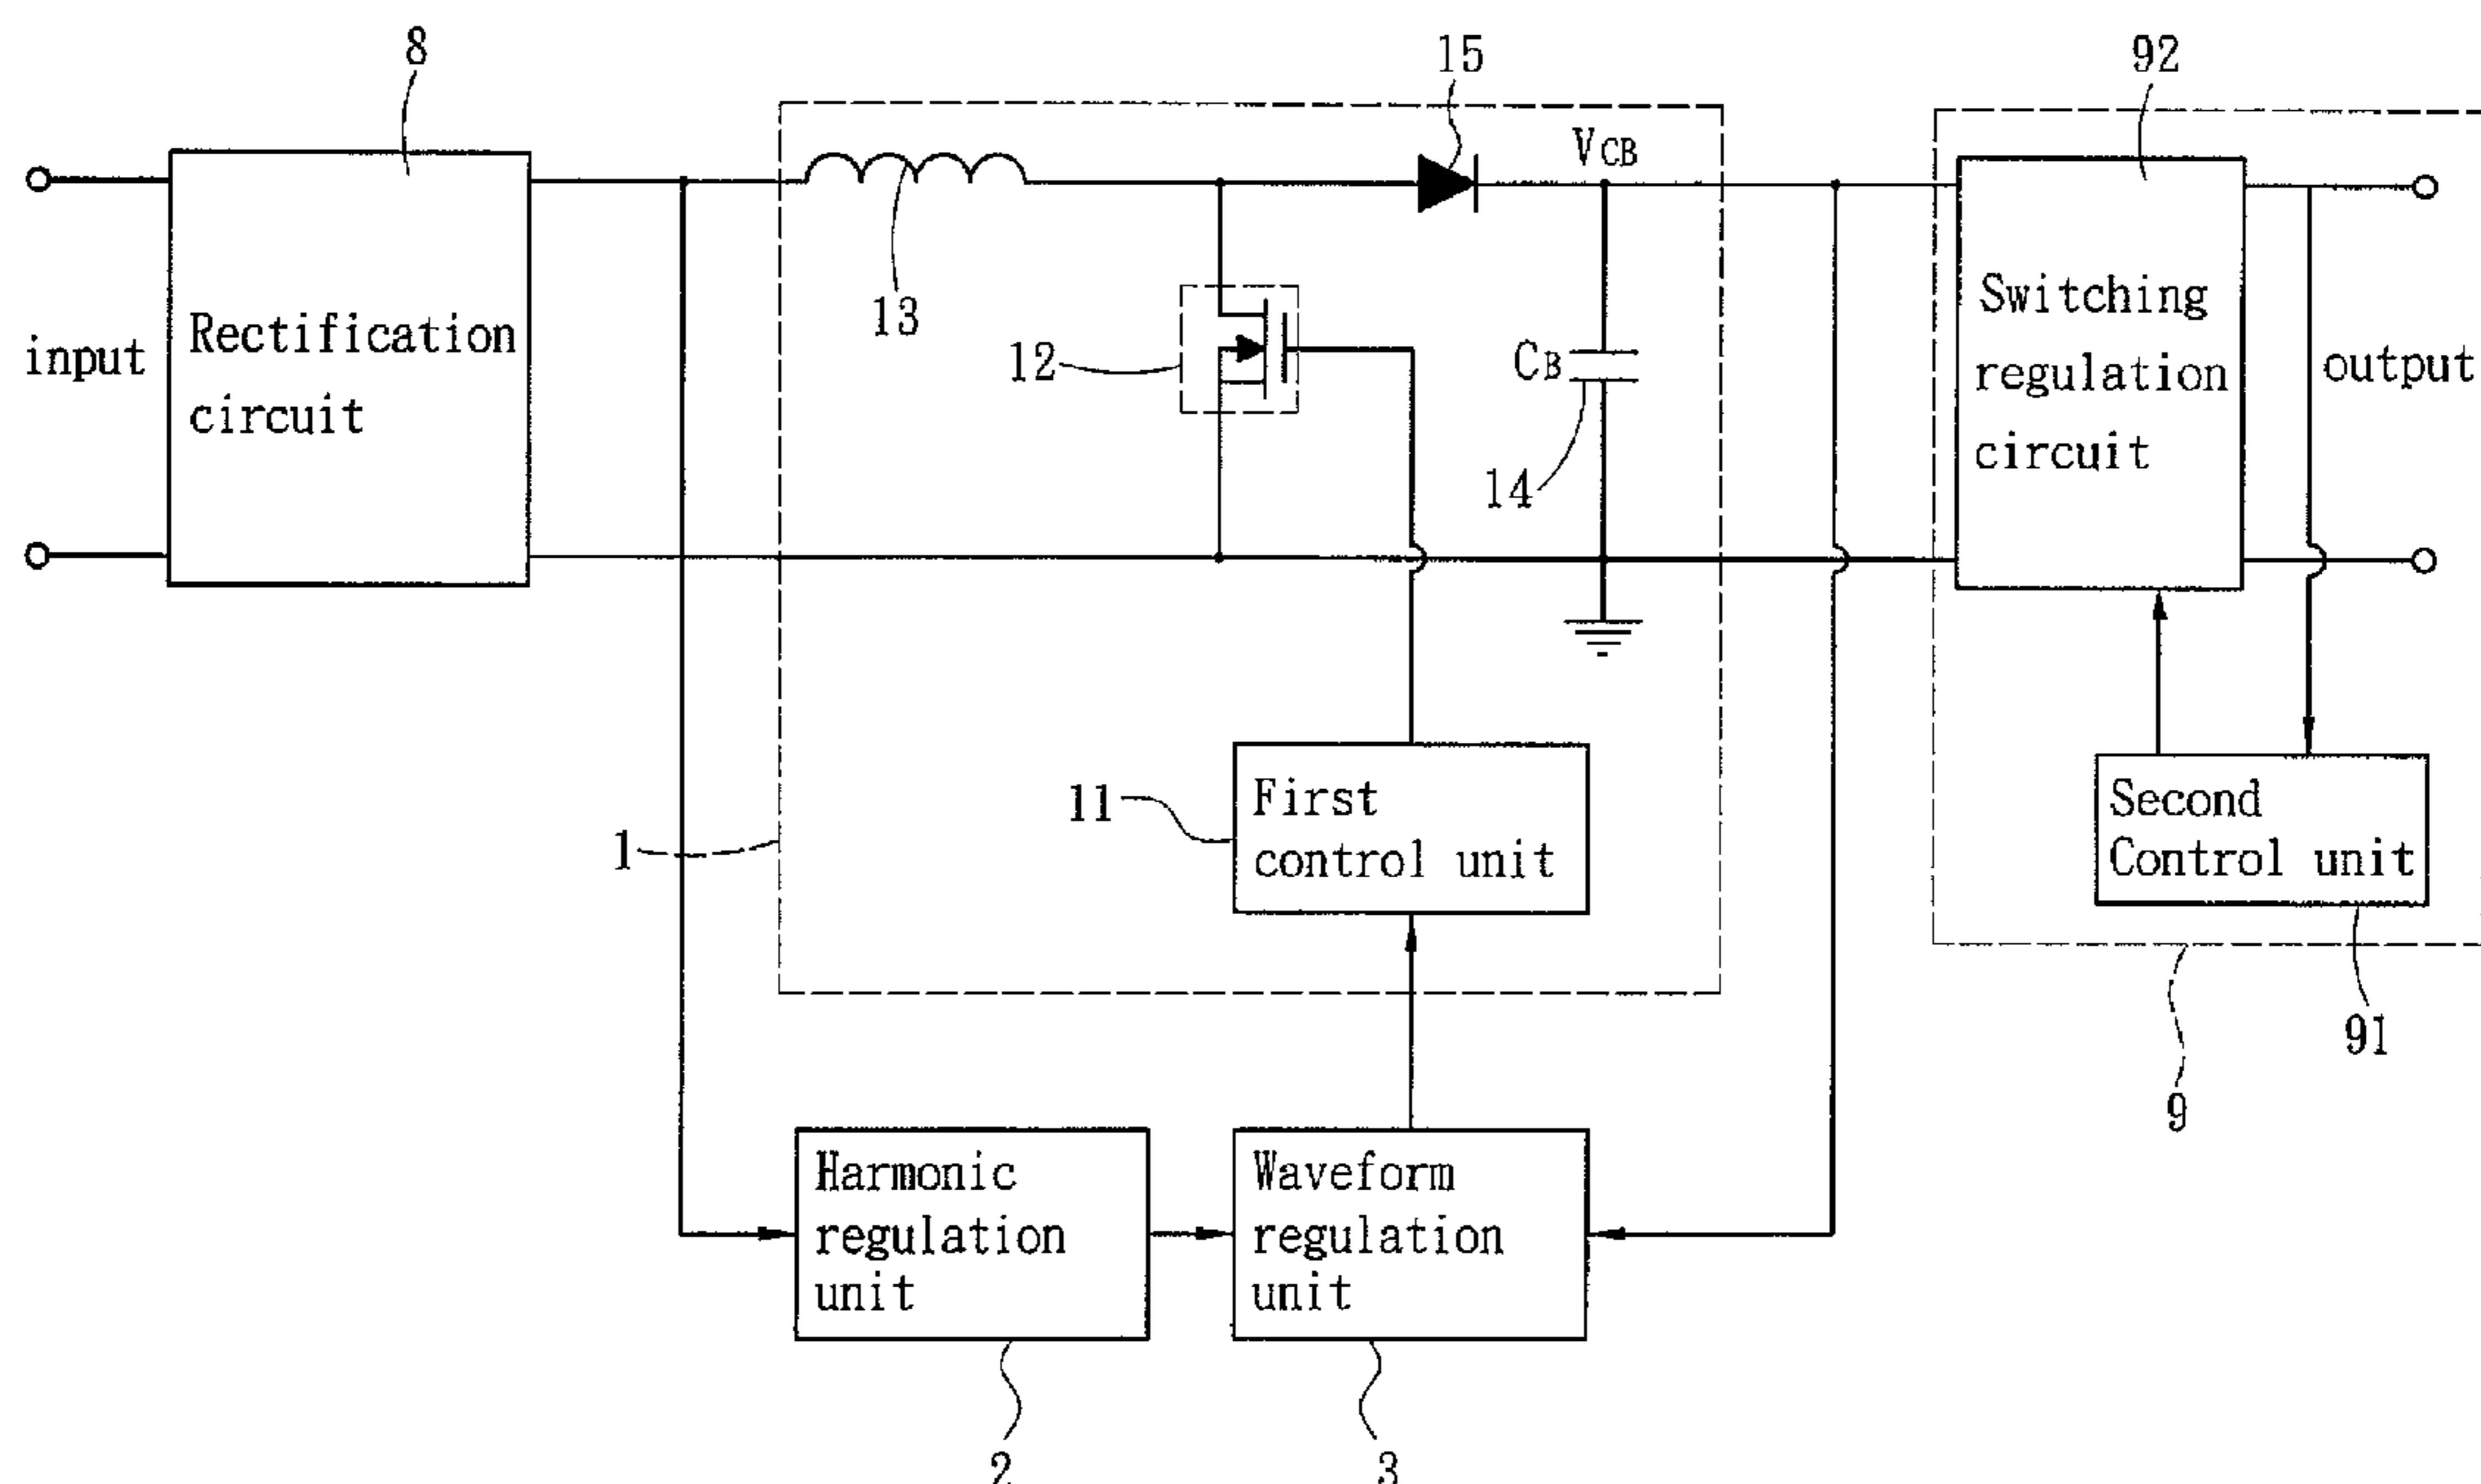 8
15
92
VCB
13
Rectification
circuit
input
12
CB
14
Switching
regulation
circuit
output
11
First
control unit
1
Second
Control unit
91
9
Harmonic
regulation
unit
Waveform
regulation
unit
2
3